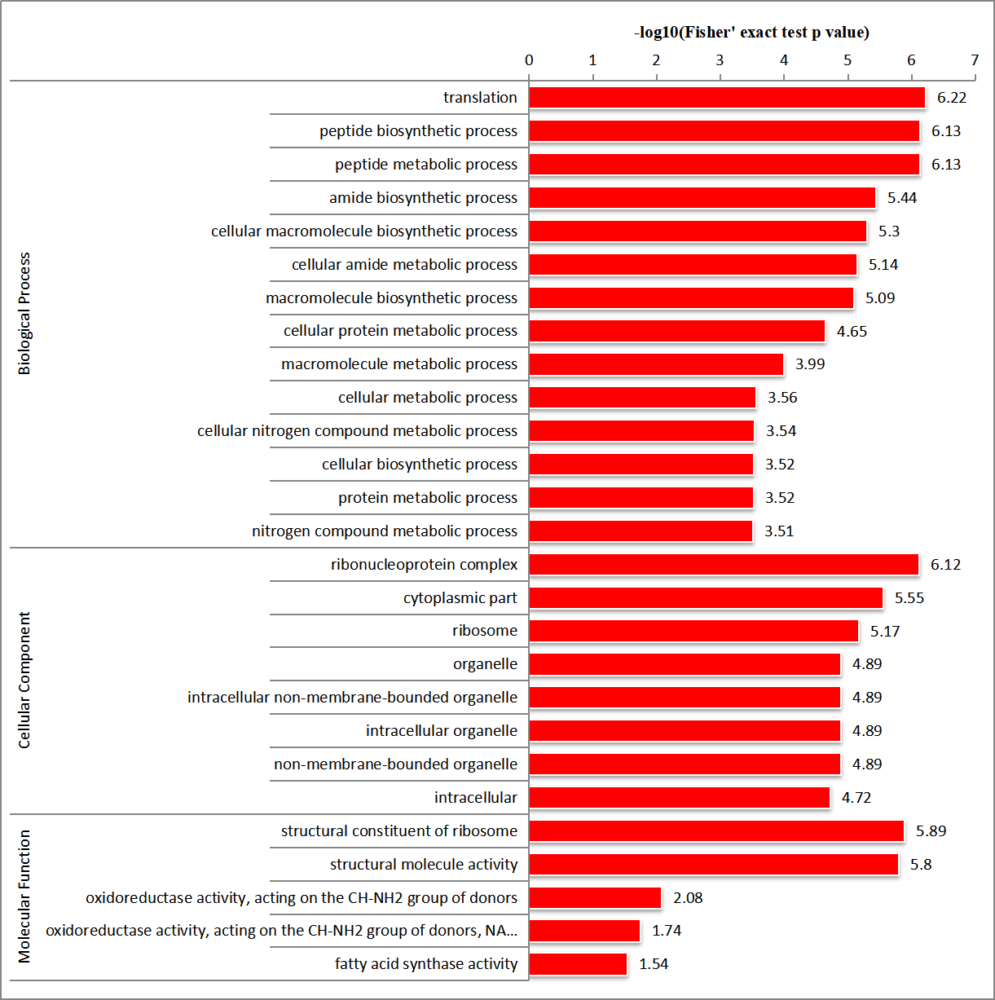 -log10(Fisher' exact test p value)
0 1 2 3 4 5 6 7
Biological Process
translation 6.22
peptide biosynthetic process 6.13
peptide metabolic process 6.13
amide biosynthetic process 5.44
cellular macromolecule biosynthetic process 5.3
cellular amide metabolic process 5.14
macromolecule biosynthetic process 5.09
cellular protein metabolic process 4.65
macromolecule metabolic process 3.99
cellular metabolic process 3.56
cellular nitrogen compound metabolic process 3.54
cellular biosynthetic process 3.52
protein metabolic process 3.52
nitrogen compound metabolic process 3.51
Cellular Component
ribonucleoprotein complex 6.12
cytoplasmic part 5.55
ribosome 5.17
organelle 4.89
intracellular non-membrane-bounded organelle 4.89
intracellular organelle 4.89
non-membrane-bounded organelle 4.89
intracellular 4.72
Molecular Function
structural constituent of ribosome 5.89
structural molecule activity 5.8
oxidoreductase activity, acting on the CH-NH2 group of donors 2.08
oxidoreductase activity, acting on the CH-NH2 group of donors, NA... 1.74
fatty acid synthase activity 1.54